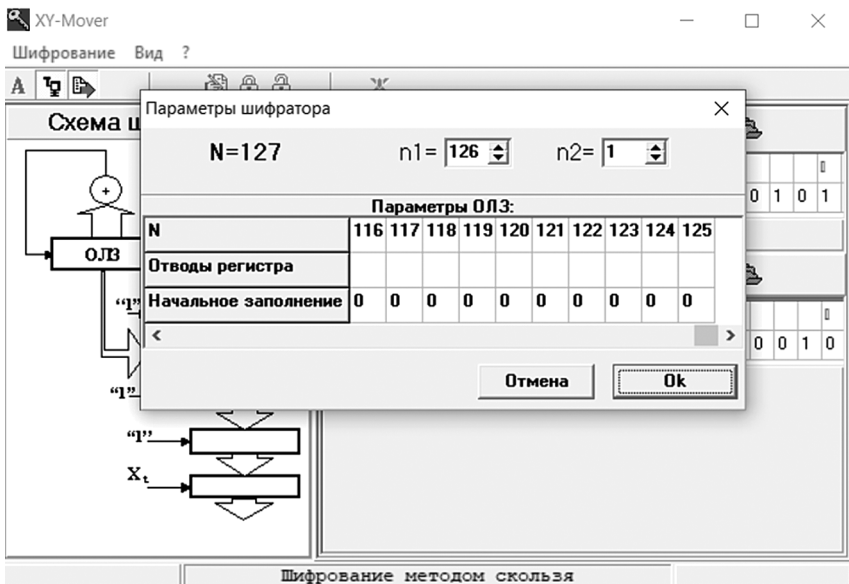 XY-Mover
Шифрование Вид ?
Параметры шифратора
Схема ш
N=127 n1= 126 n2= 1
Параметры ОЛЗ:
N 116 117 118 119 120 121 122 123 124 125
Отводы регистра
Начальное заполнение 0 0 0 0 0 0 0 0 0 0
Отмена Ok
0 1 0 1
0 0 1 0
ОЛЗ
"1"
"1"
"1"
Xt
Шифрование методом скользя